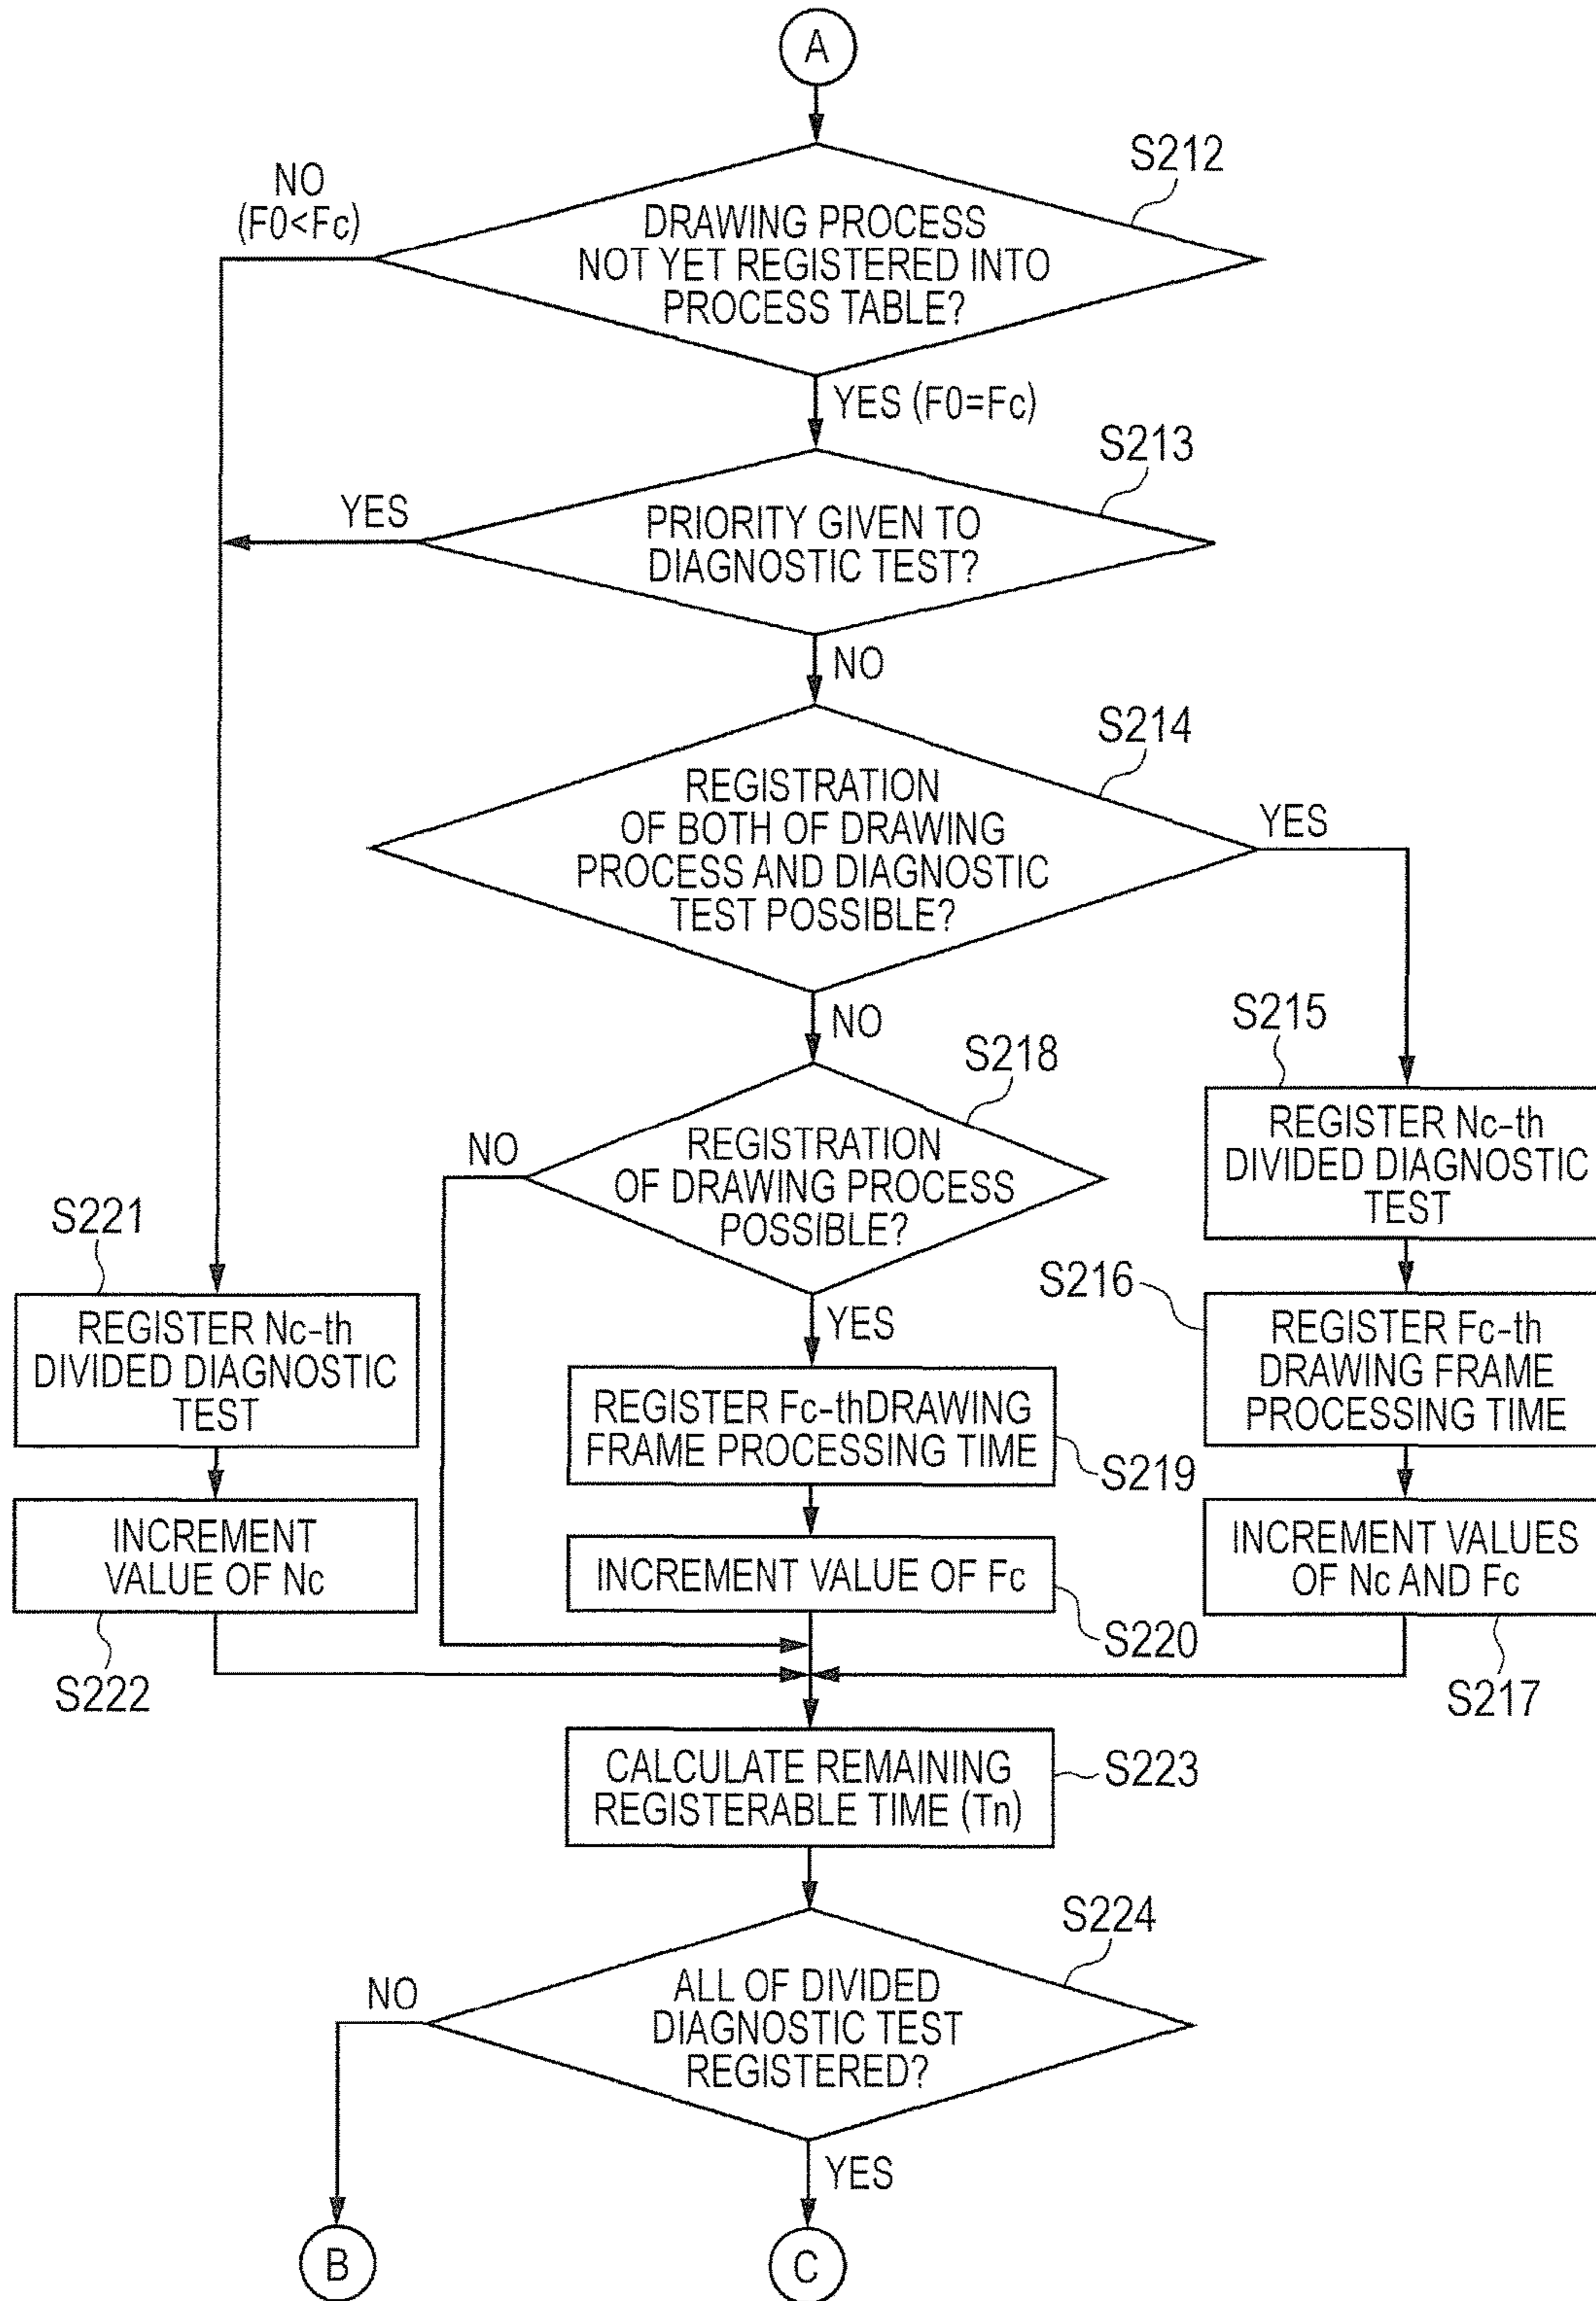 A
S212
NO
(F0<Fc)
DRAWING PROCESS
NOT YET REGISTERED INTO
PROCESS TABLE?
YES (F0=Fc)
S213
YES
PRIORITY GIVEN TO
DIAGNOSTIC TEST?
NO
S214
REGISTRATION
OF BOTH OF DRAWING
PROCESS AND DIAGNOSTIC
TEST POSSIBLE?
YES
NO
S218
NO
REGISTRATION
OF DRAWING PROCESS
POSSIBLE?
YES
S215
REGISTER Nc-th
DIVIDED DIAGNOSTIC
TEST
S216
REGISTER Fc-th
DRAWING FRAME
PROCESSING TIME
S221
REGISTER Nc-th
DIVIDED DIAGNOSTIC
TEST
REGISTER Fc-thDRAWING
FRAME PROCESSING TIME
S219
INCREMENT
VALUE OF Nc
S222
INCREMENT VALUE OF Fc
S220
INCREMENT VALUES
OF Nc AND Fc
S217
CALCULATE REMAINING
REGISTERABLE TIME (Tn)
S223
S224
NO
ALL OF DIVIDED
DIAGNOSTIC TEST
REGISTERED?
YES
B
C